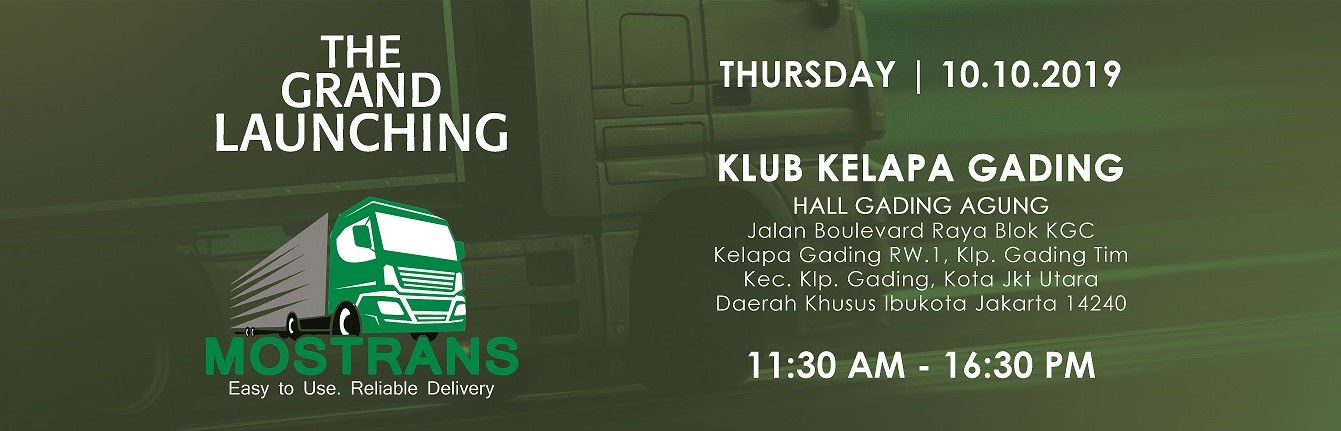 THE
GRAND
LAUNCHING
MOSTRANS
Easy to Use. Reliable Delivery
THURSDAY | 10.10.2019
KLUB KELAPA GADING
HALL GADING AGUNG
Jalan Boulevard Raya Blok KGC
Kelapa Gading RW.1, Klp. Gading Tim
Kec. Klp. Gading, Kota Jkt Utara
Daerah Khusus Ibukota Jakarta 14240
11:30 AM - 16:30 PM